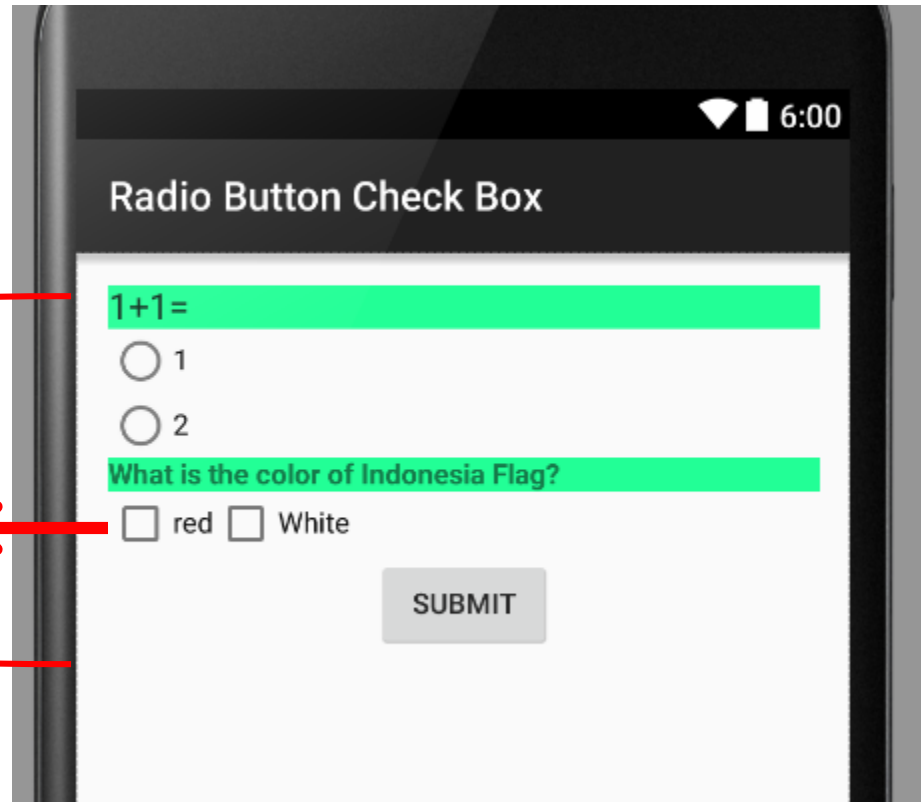 6:00
Radio Button Check Box
1+1=
1
2
What is the color of Indonesia Flag?
red White
SUBMIT